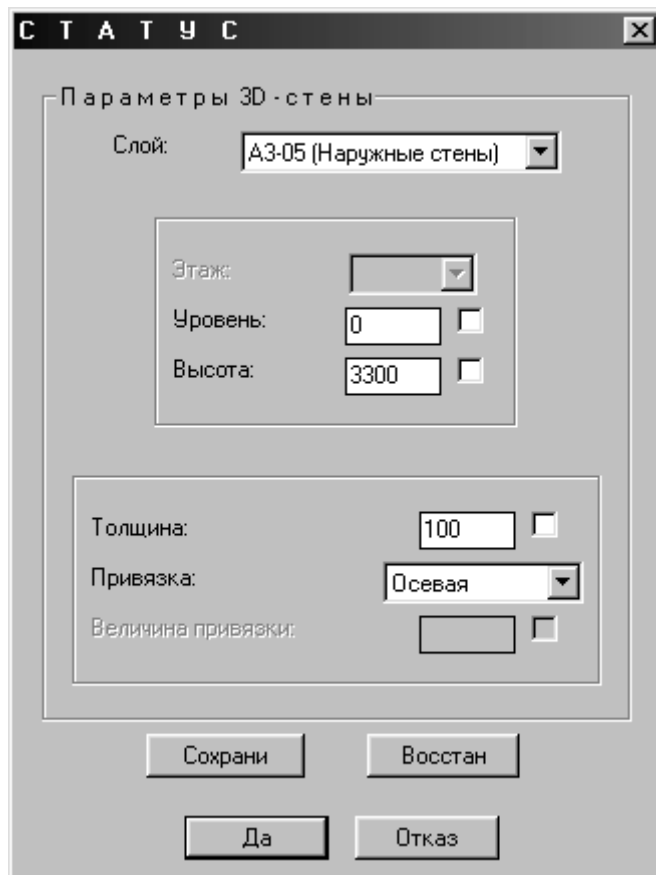 СТАТУС
Параметры 3D-стены
Слой: А3-05 (Наружные стены)
Этаж:
Уровень: 0
Высота: 3300
Толщина: 100
Привязка: Осевая
Величина привязки:
Сохрани Восстан
Да Отказ